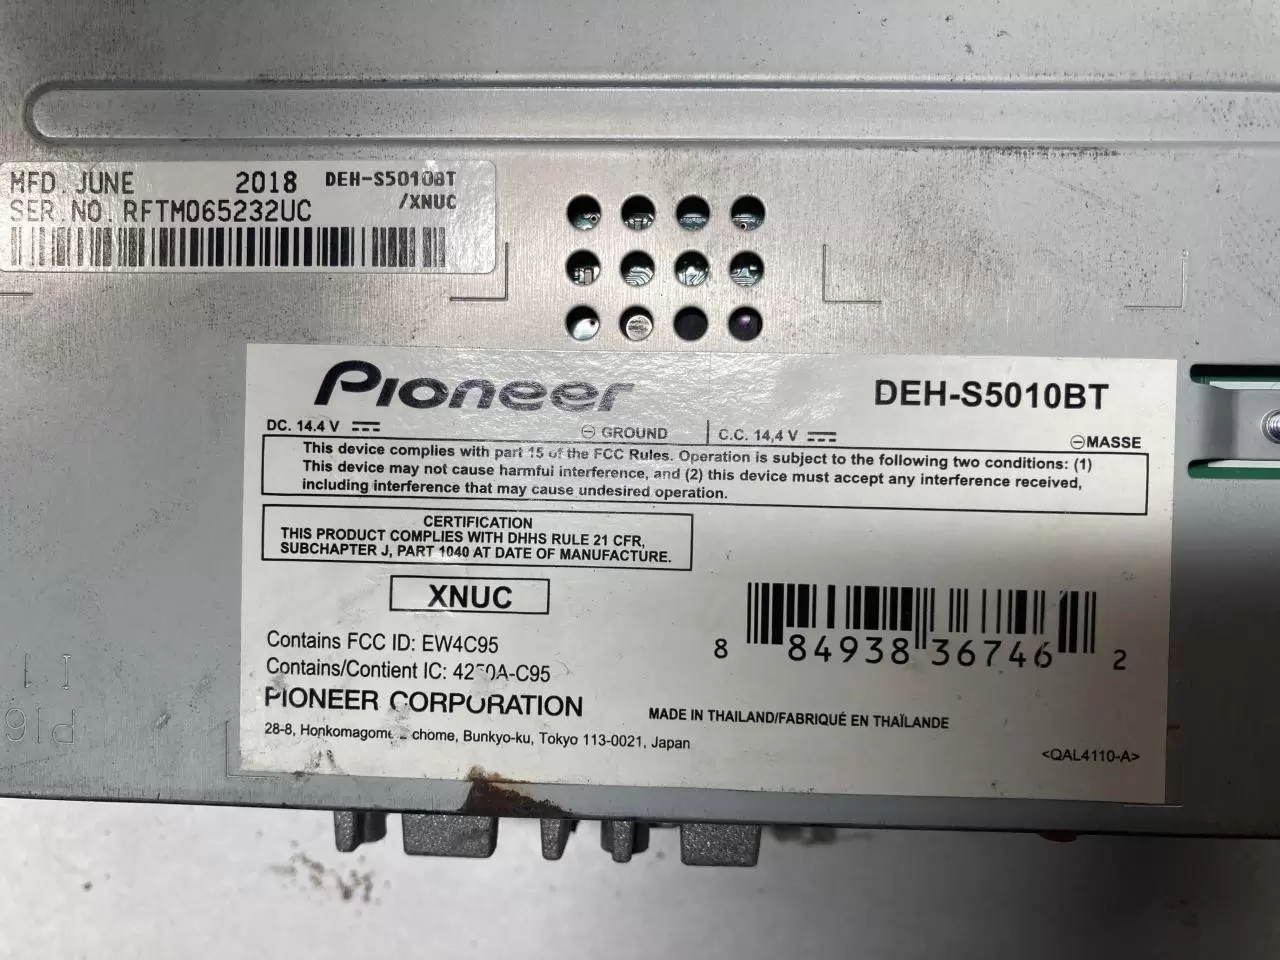 MFD. JUNE 2018 DEH-S5010BT
/XNUC
SER.NO. RFTM065232UC
Pioneer DEH-S5010BT
DC. 14.4 V ⊖ GROUND C.C. 14,4 V ⊖MASSE
This device complies with part 15 of the FCC Rules. Operation is subject to the following two conditions: (1)
This device may not cause harmful interference, and (2) this device must accept any interference received,
including interference that may cause undesired operation.
CERTIFICATION
THIS PRODUCT COMPLIES WITH DHHS RULE 21 CFR,
SUBCHAPTER J, PART 1040 AT DATE OF MANUFACTURE.
XNUC
8 84938 36746 2
Contains FCC ID: EW4C95
Contains/Contient IC: 
PIONEER CORPORATION
MADE IN THAILAND/FABRIQUÉ EN THAÏLANDE
28-8, Honkomagome chome, Bunkyo-ku, Tokyo 113-0021, Japan
<QAL4110-A>